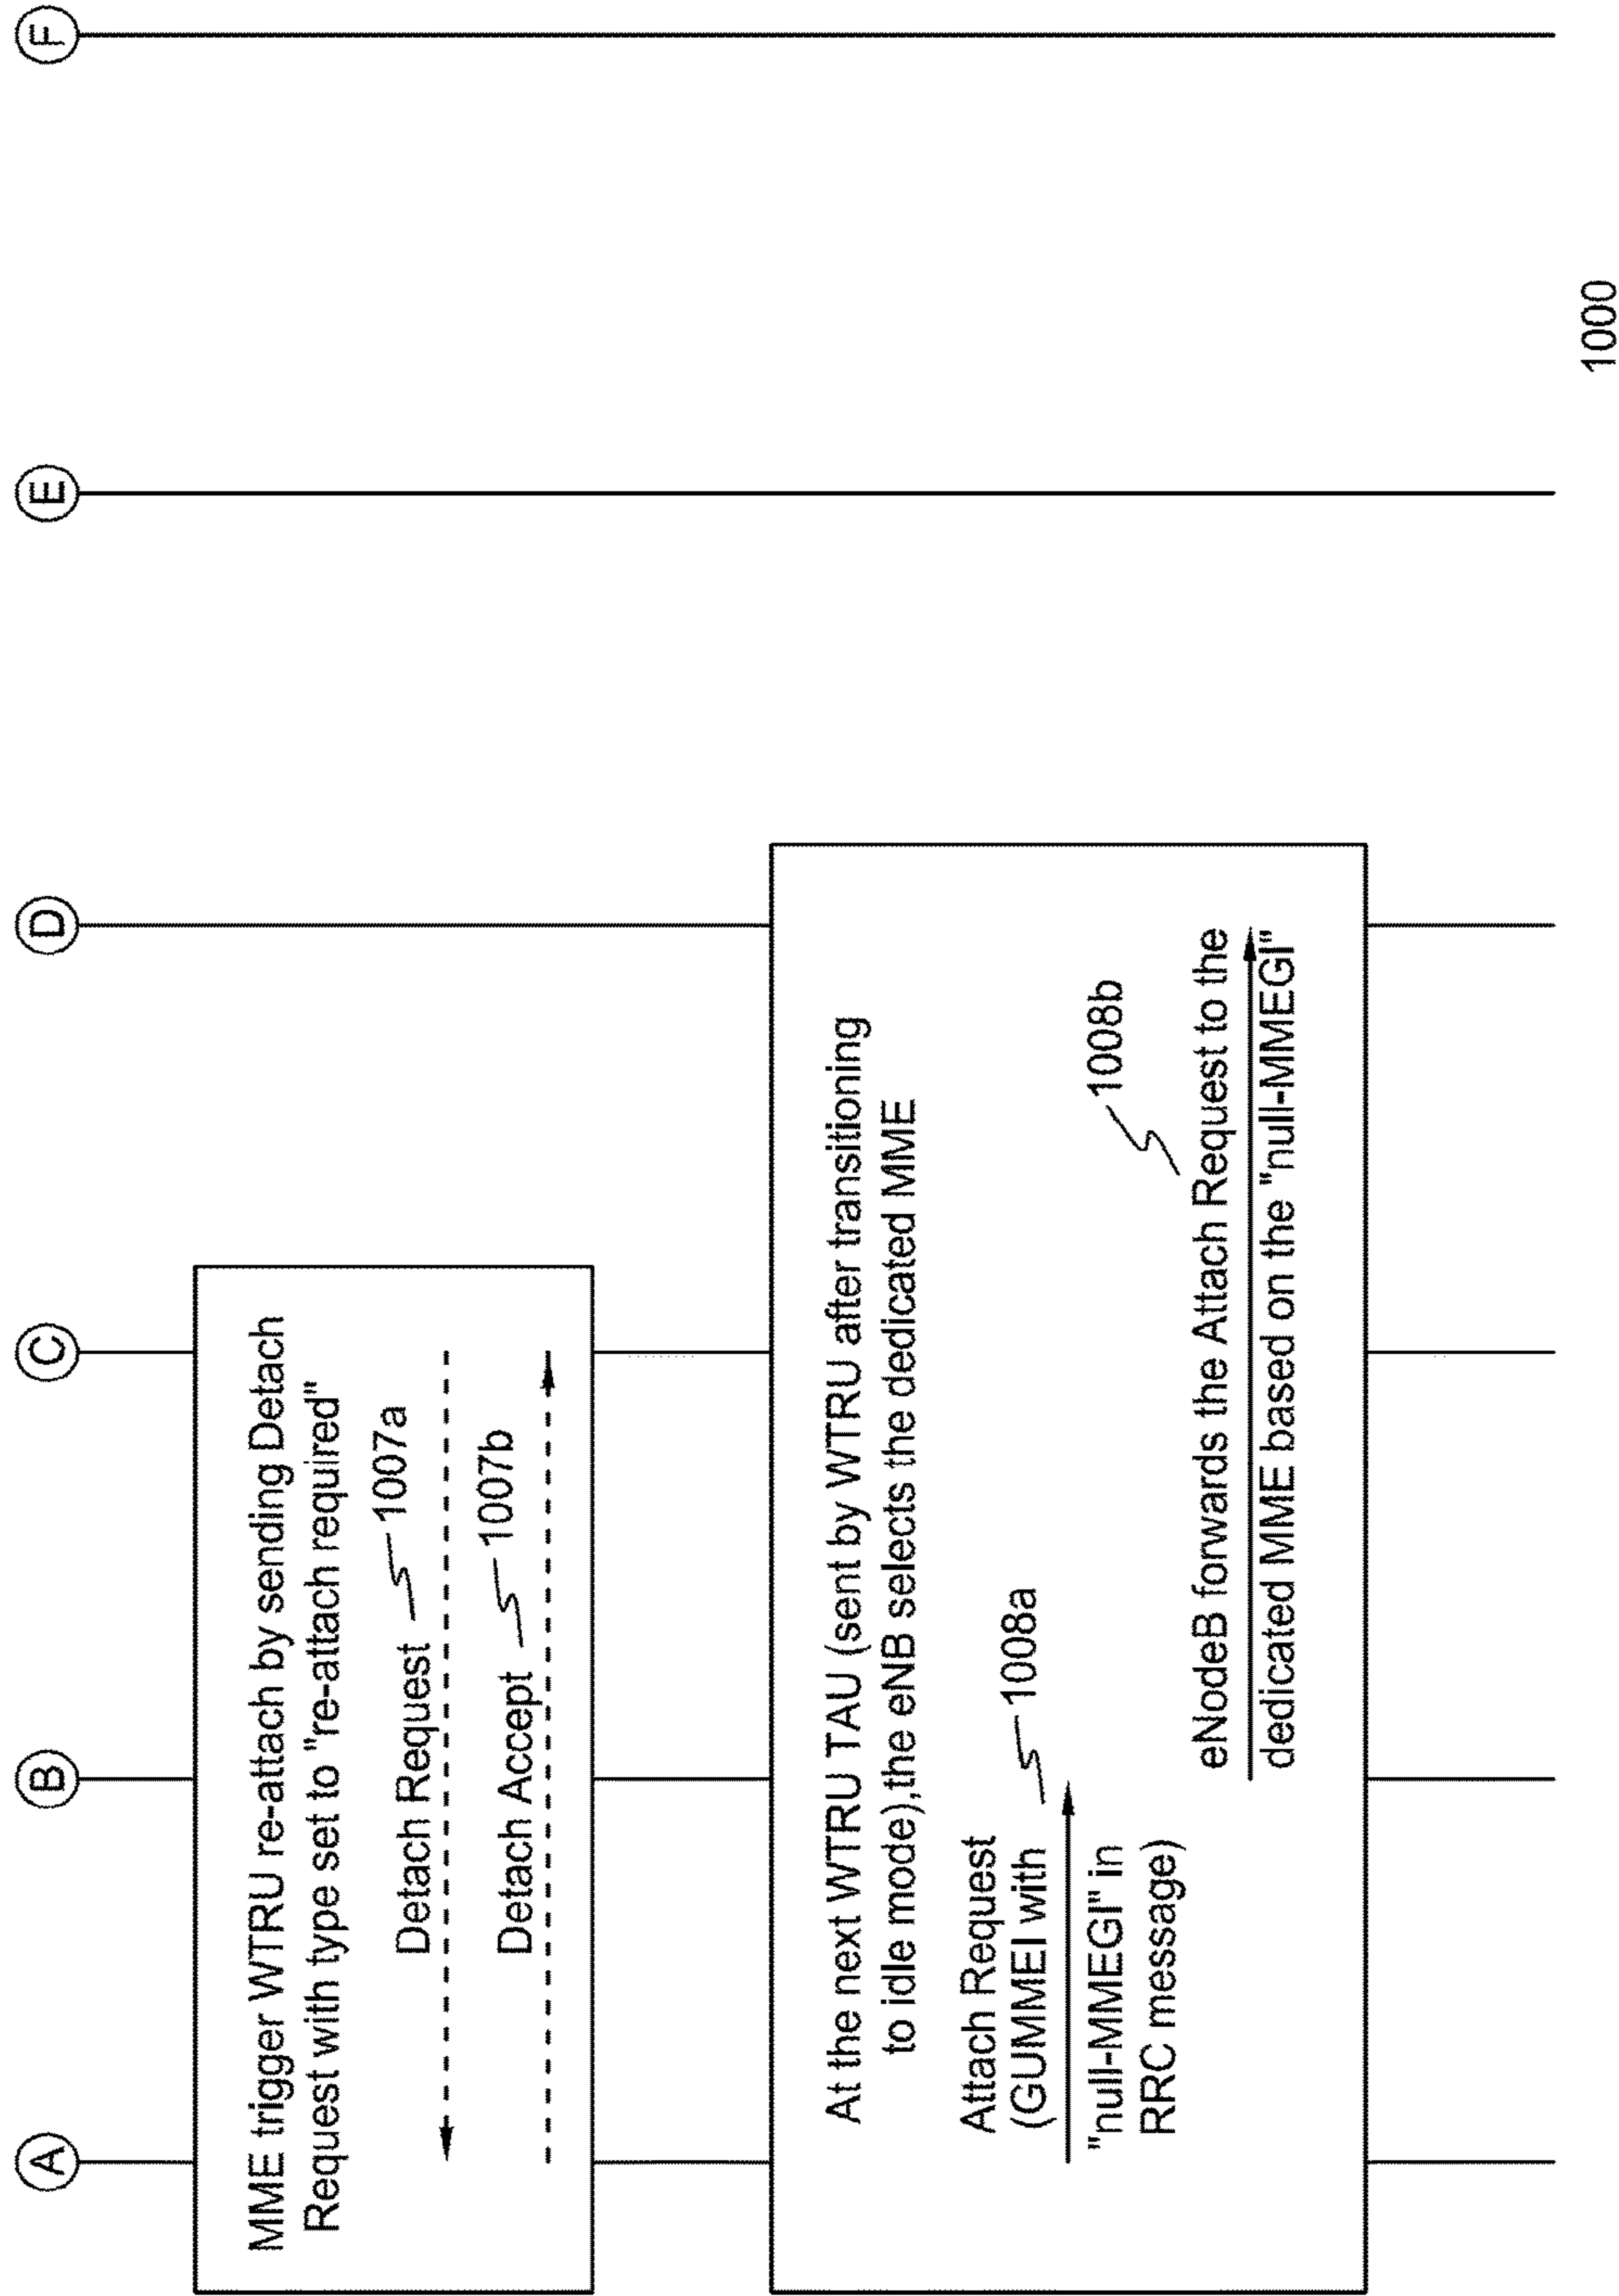 A
B
C
D
E
F
MME trigger WTRU re-attach by sending Detach
Request with type set to "re-attach required"
Detach Request
1007a
Detach Accept
1007b
At the next WTRU TAU (sent by WTRU after transitioning
to idle mode),the eNB selects the dedicated MME
Attach Request
(GUMMEI with
1008a
"null-MMEGI" in
RRC message)
1008b
eNodeB forwards the Attach Request to the
dedicated MME based on the "null-MMEGI"
1000